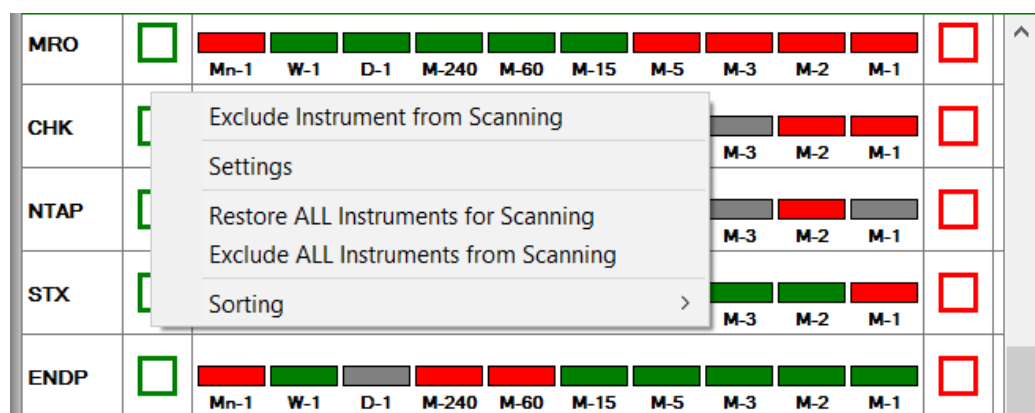 MRO
Mn-1 W-1 D-1 M-240 M-60 M-15 M-5 M-3 M-2 M-1
CHK
M-3 M-2 M-1
NTAP
M-3 M-2 M-1
STX
M-3 M-2 M-1
ENDP
Mn-1 W-1 D-1 M-240 M-60 M-15 M-5 M-3 M-2 M-1
Exclude Instrument from Scanning
Settings
Restore ALL Instruments for Scanning
Exclude ALL Instruments from Scanning
Sorting